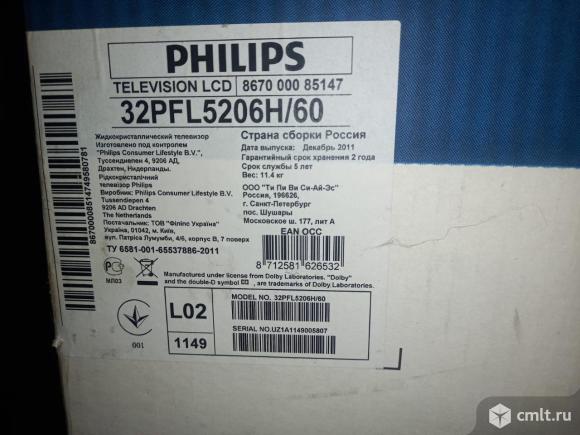 PHILIPS
TELEVISION LCD 8670 000 85147
32PFL5206H/60
Жидкокристаллический телевизор
Изготовлено под контролем
"Philips Consumer Lifestyle B.V.",
Туссендипен 4, 9206 АД,
Драхтен, Нидерланды.
Рідкокристалічний
телевізор Philips
Виробник: Philips Consumer Lifestyle B.V.
Tussendiepen 4
9206 AD Drachten
The Netherlands
Постачальник: ТОВ "Філіпс Україна"
Україна, 01042, м. Київ,
вул. Патріса Лумумби, 4/6, корпус В, 7 поверх
ТУ 6581-001-65537886-2011
Страна сборки Россия
Дата выпуска: Декабрь 2011
Гарантийный срок хранения 2 года
Срок службы 5 лет
Вес: 11.4 кг
ООО "Ти Пи Ви Си-Ай-Эс"
Россия, 196626,
г. Санкт-Петербург
пос. Шушары
Московское ш. 177, лит А
EAN OCC
8 712581 626532
867000085147149580781
МЛ03
Manufactured under license from Dolby Laboratories. "Dolby"
and the double-D symbol , are trademarks of Dolby Laboratories.
100
L02
1149
MODEL NO. 32PFL5206H/60
SERIAL NO.UZ1A1149005807
cmlt.ru